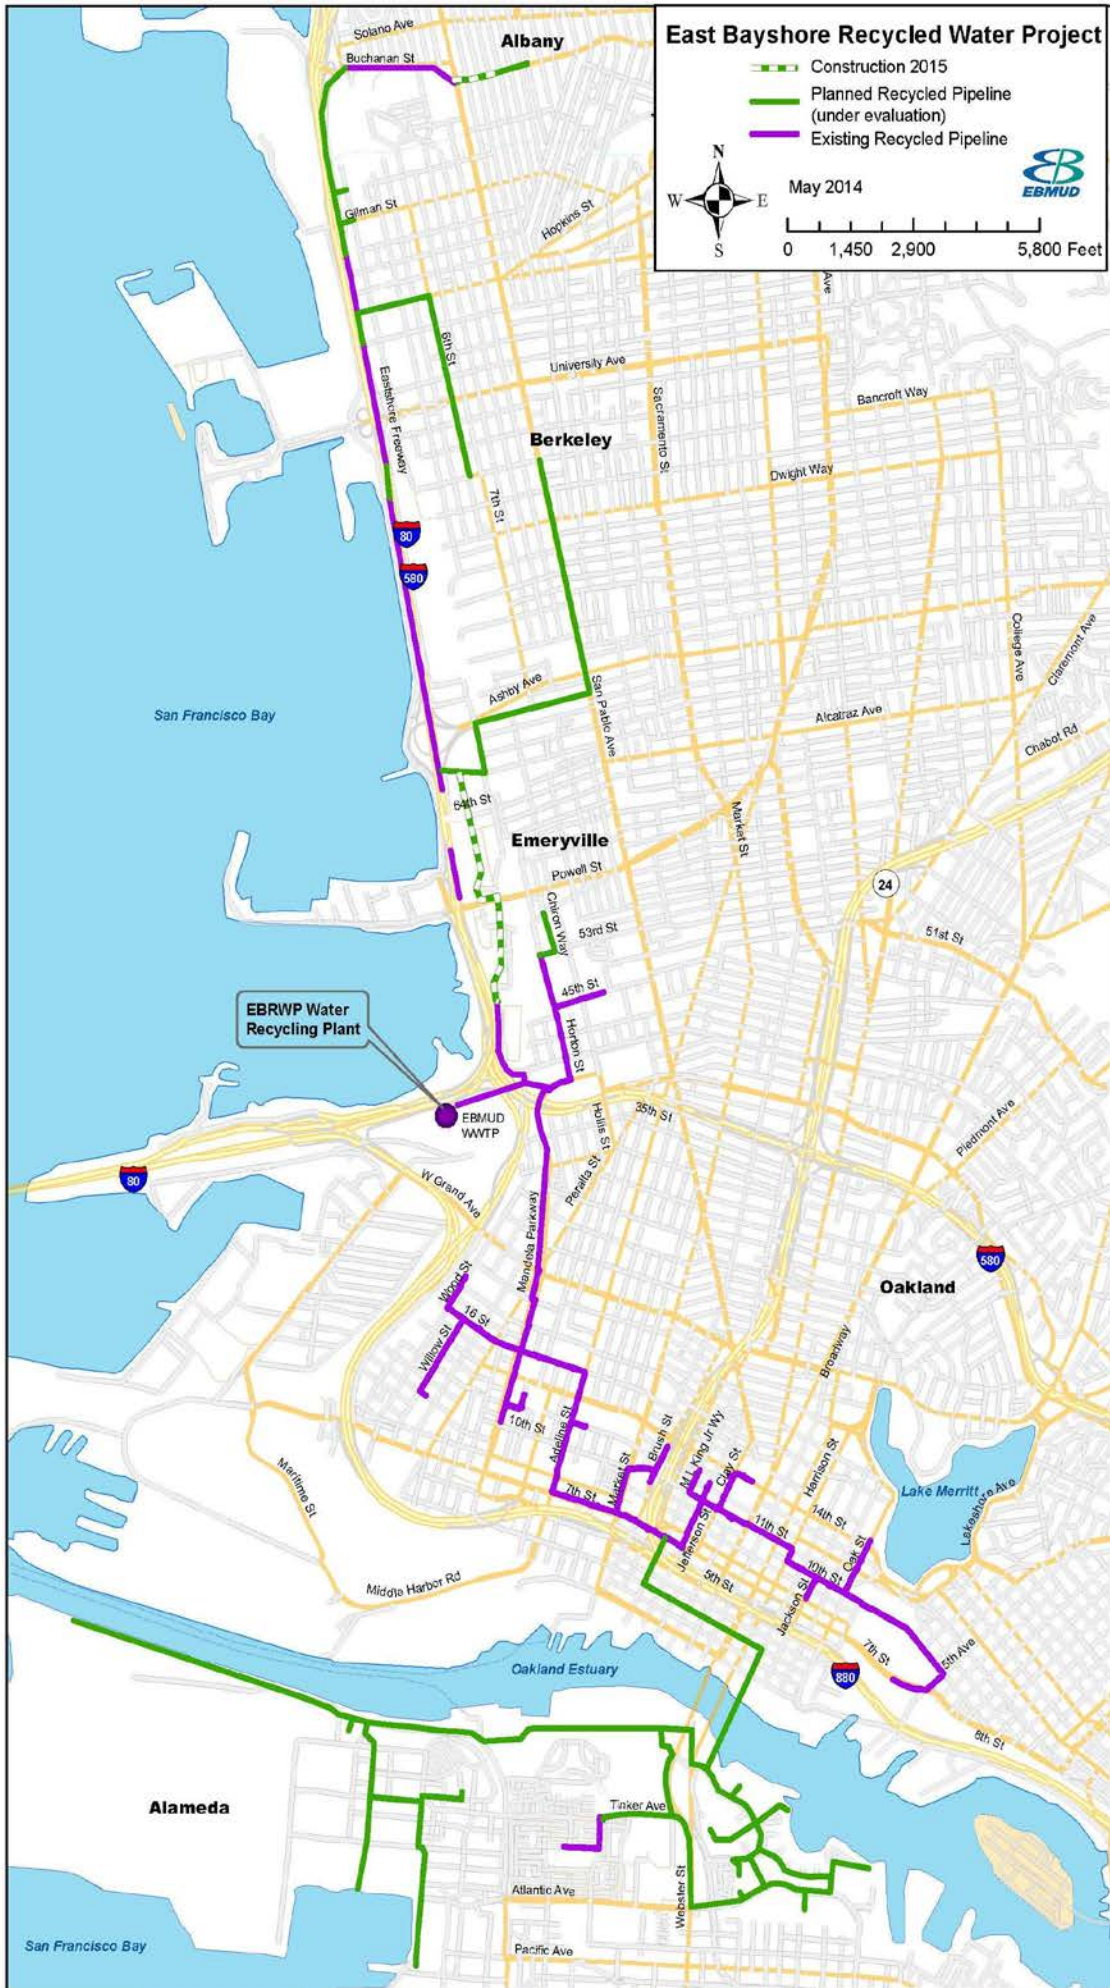 East Bayshore Recycled Water Project
Construction 2015
Planned Recycled Pipeline
(under evaluation)
Existing Recycled Pipeline
N
W
E
S
May 2014
EBMUD
0
1,450
2,900
5,800 Feet
Solano Ave
Albany
Buchanan St
Gilman St
Hopkins St
Ave
6th St
University Ave
Eastshore Freeway
Sacramento St
Bancroft Way
Berkeley
Dwight Way
7th St
80
580
College Ave
Claremont Ave
Ashby Ave
San Pablo Ave
San Francisco Bay
Alcatraz Ave
Chabot Rd
64th St
Market St
Emeryville
Powell St
24
Chiron Way
53rd St
51st St
45th St
EBRWP Water
Recycling Plant
Horton St
EBMUD
WWTP
Hollis St
35th St
Piedmont Ave
Peralta St
80
W Grand Ave
Mandela Parkway
580
Wood St
Oakland
16 St
Willow St
Broadway
10th St
Adeline St
Brush St
M L King Jr Wy
Clay St
Harrison St
Market St
Maritime St
7th St
Lake Merritt
Lakeshore Ave
14th St
11th St
Jefferson St
Oak St
10th St
5th St
Middle Harbor Rd
Jackson St
7th St
5th Ave
Oakland Estuary
880
8th St
Alameda
Tinker Ave
Atlantic Ave
Webster St
San Francisco Bay
Pacific Ave